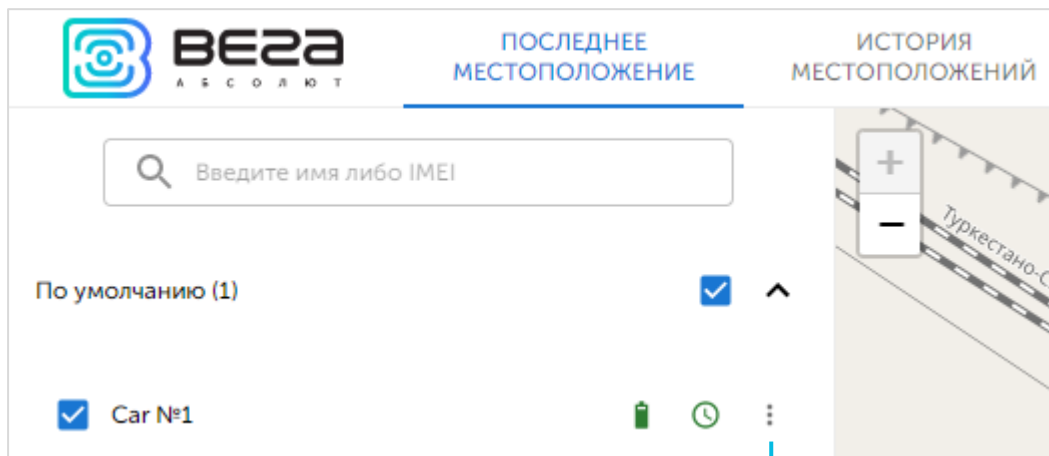 ВЕГА
АБСОЛЮТ
ПОСЛЕДНЕЕ
МЕСТОПОЛОЖЕНИЕ
ИСТОРИЯ
МЕСТОПОЛОЖЕНИЙ
Введите имя либо IMEI
+
−
По умолчанию (1)
Car №1